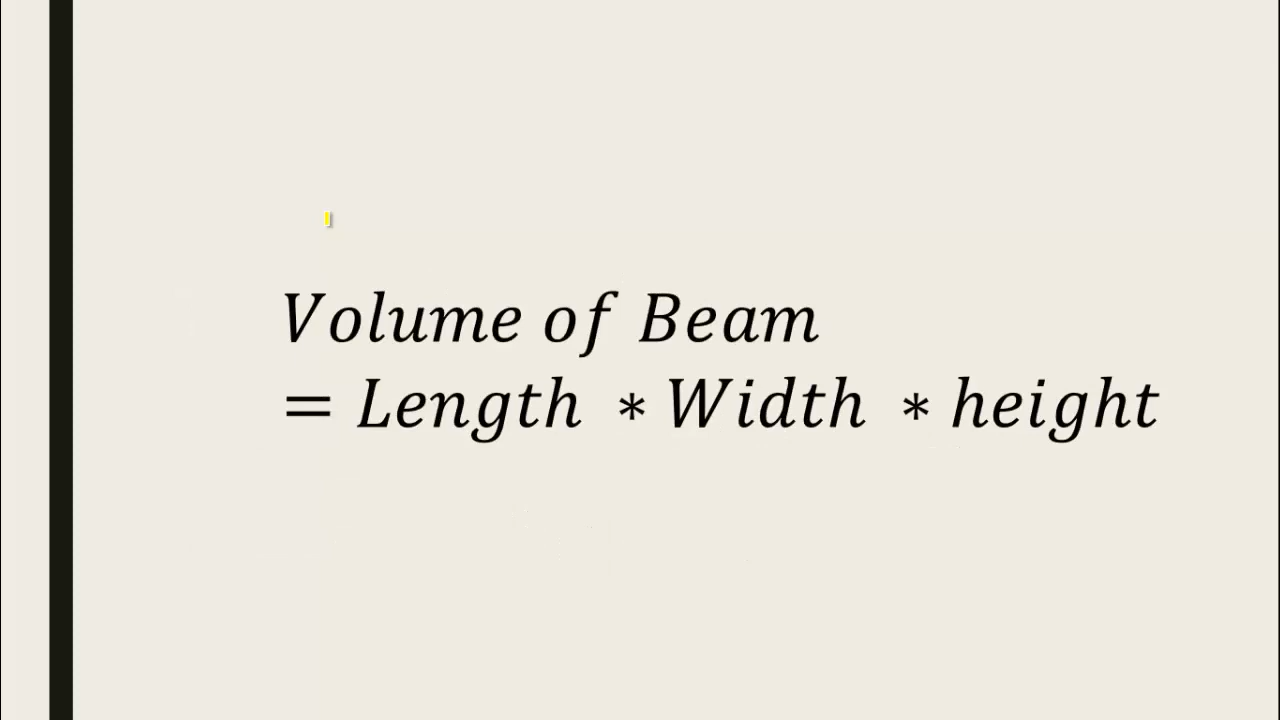 Volume of Beam
= Length * Width * height